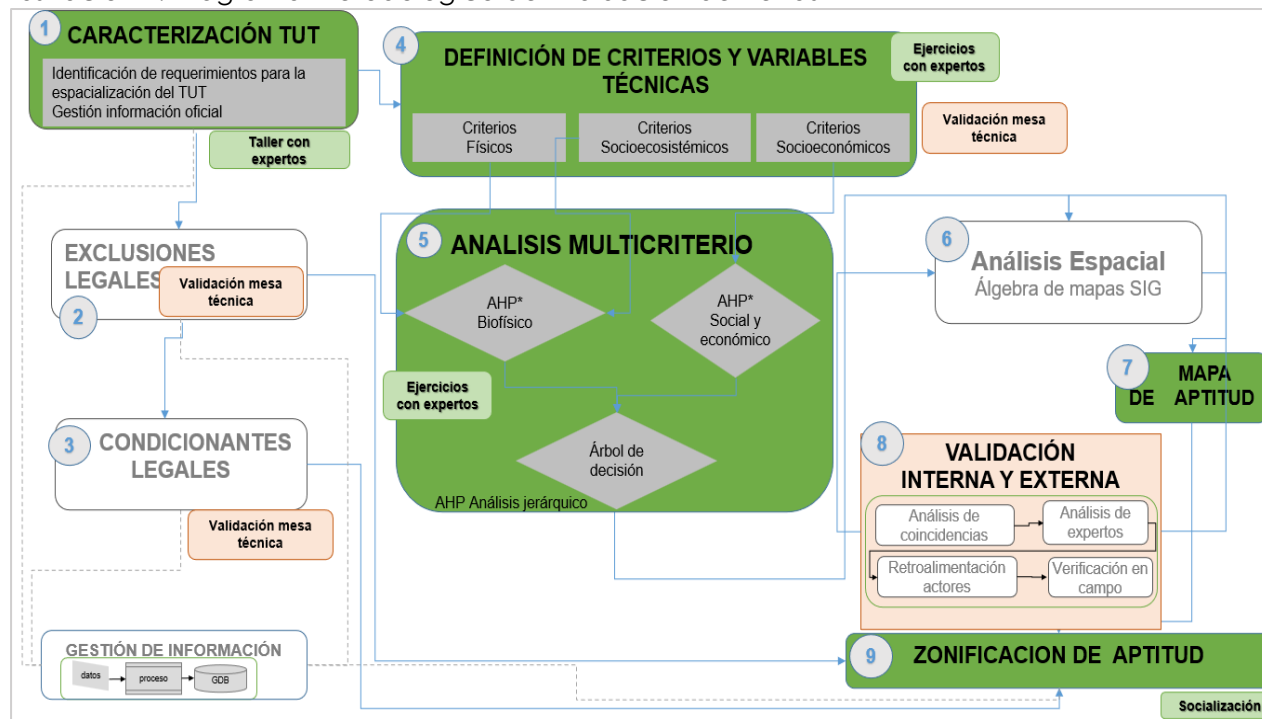 1
CARACTERIZACIÓN TUT
Identificación de requerimientos para la
espacialización del TUT
Gestión información oficial
Taller con
expertos
4
DEFINICIÓN DE CRITERIOS Y VARIABLES
TÉCNICAS
Ejercicios
con expertos
Criterios
Físicos
Criterios
Socioecosistémicos
Criterios
Socioeconómicos
Validación mesa
técnica
EXCLUSIONES
LEGALES
Validación mesa
técnica
2
5
ANALISIS MULTICRITERIO
AHP*
Biofísico
AHP*
Social y
económico
Ejercicios
con expertos
Árbol de
decisión
AHP Análisis jerárquico
6
Análisis Espacial
Álgebra de mapas SIG
7
MAPA
DE APTITUD
3
CONDICIONANTES
LEGALES
Validación mesa
técnica
8
VALIDACIÓN
INTERNA Y EXTERNA
Análisis de
coincidencias
Análisis de
expertos
Retroalimentación
actores
Verificación en
campo
GESTIÓN DE INFORMACIÓN
datos
proceso
GDB
9
ZONIFICACION DE APTITUD
Socialización